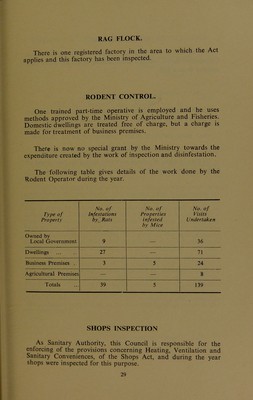 RAG FLOCK.
There is one registered factory in the area to which the Act
applies and this factory has been inspected.
RODENT CONTROL.
One trained part-time operative is employed and he uses
methods approved by the Ministry of Agriculture and Fisheries.
Domestic dwellings are treated free of charge, but a charge is
made for treatment of business premises.
There is now no special grant by the Ministry towards the
expenditure created by the work of inspection and disinfestation.
The following table gives details of the work done by the
Rodent Operator during the year.
Type of Property | No. of Infestations by Rats | No. of Properties infested by Mice | No. of Visits Undertaken
Owned by
Local Government 9 — 36
Dwellings ... 27 — 71
Business Premises . 3 5 24
Agricultural Premises — — 8
Totals ... 39 5 139
SHOPS INSPECTION
As Sanitary Authority, this Council is responsible for the
enforcing of the provisions concerning Heating, Ventilation and
Sanitary Conveniences, of the Shops Act, and during the year
shops were inspected for this purpose.
29